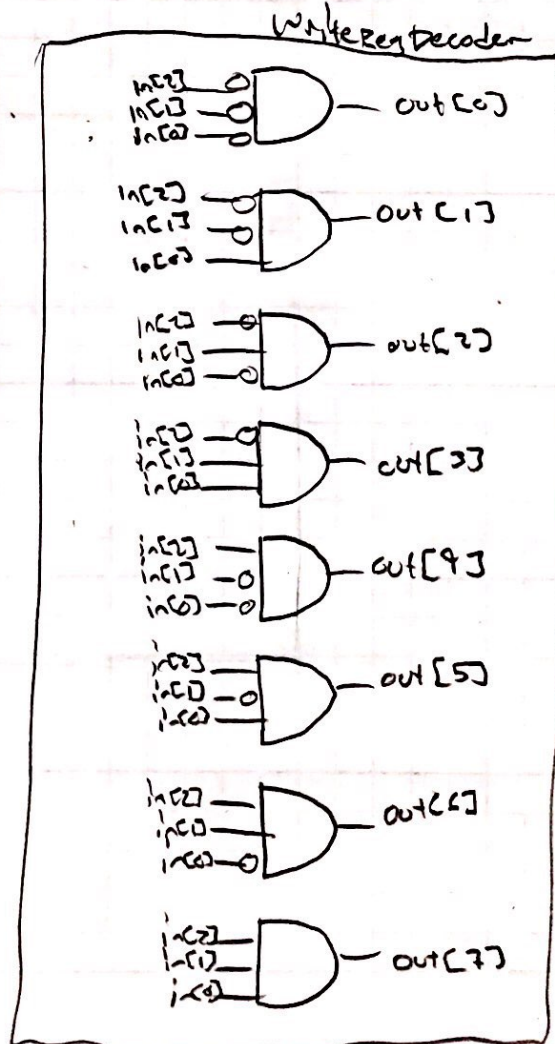 WriteRegDecoder
in[2]
in[1]
in[0]
out[0]
in[2]
in[1]
in[0]
out[1]
in[2]
in[1]
in[0]
out[2]
in[2]
in[1]
in[0]
out[3]
in[2]
in[1]
in[0]
out[4]
in[2]
in[1]
in[0]
out[5]
in[2]
in[1]
in[0]
out[6]
in[2]
in[1]
in[0]
out[7]